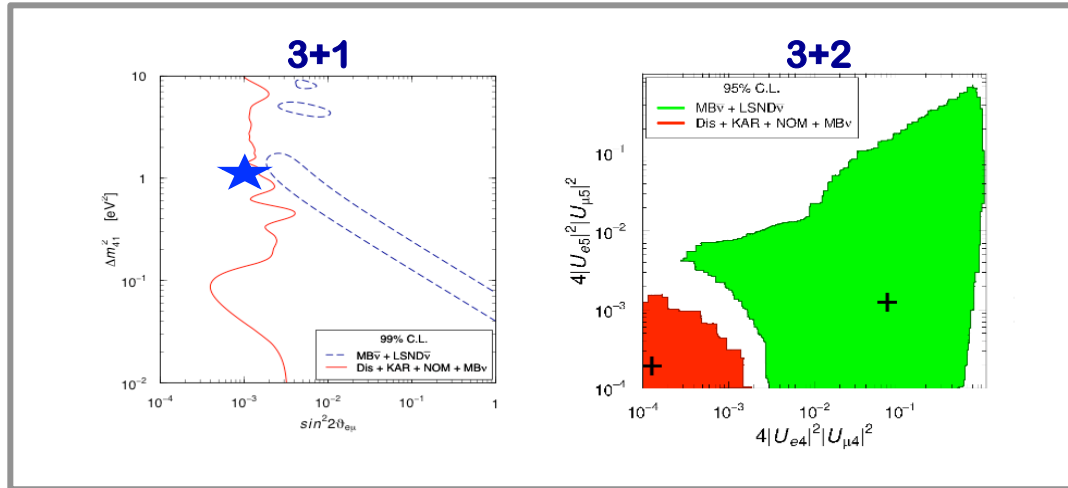 3+1
10
1
10⁻¹
10⁻²
Δm²₄₁ [eV²]
99% C.L.
MBν̄ + LSNDν̄
Dis + KAR + NOM + MBν
10⁻⁴
10⁻³
10⁻²
10⁻¹
1
sin²2ϑₑμ
3+2
95% C.L.
MBν̄ + LSNDν̄
Dis + KAR + NOM + MBν
10⁻¹
10⁻²
10⁻³
10⁻⁴
4|Uₑ₅|²|Uμ₅|²
10⁻⁴
10⁻³
10⁻²
10⁻¹
4|Uₑ₄|²|Uμ₄|²